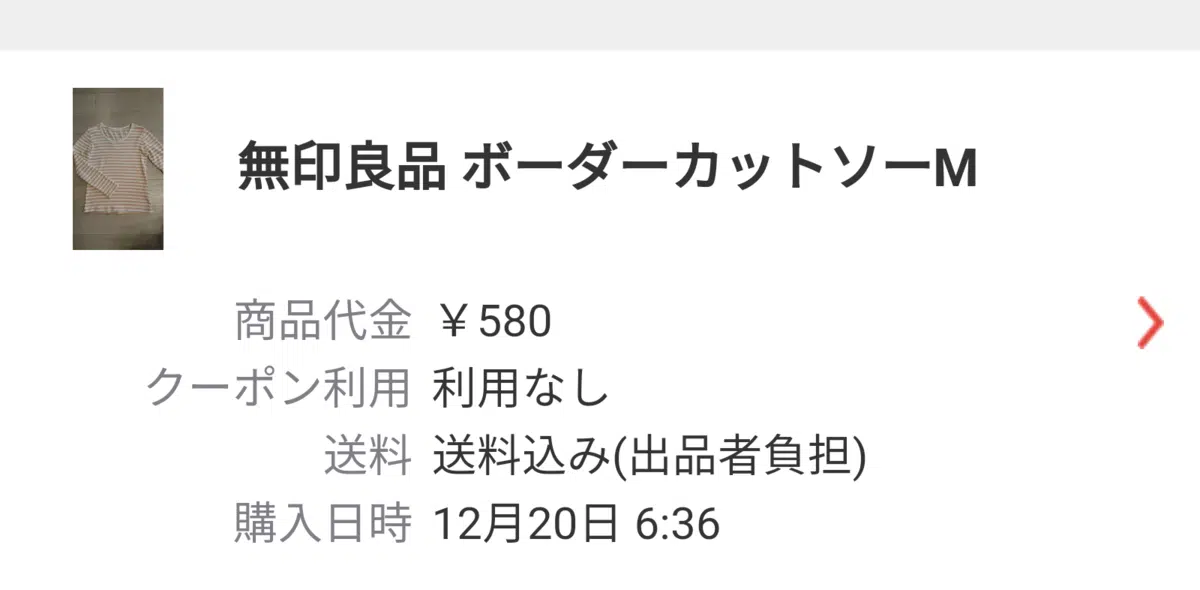 無印良品 ボーダーカットソーM
商品代金 ￥580
クーポン利用 利用なし
送料 送料込み(出品者負担)
購入日時 12月20日 6:36